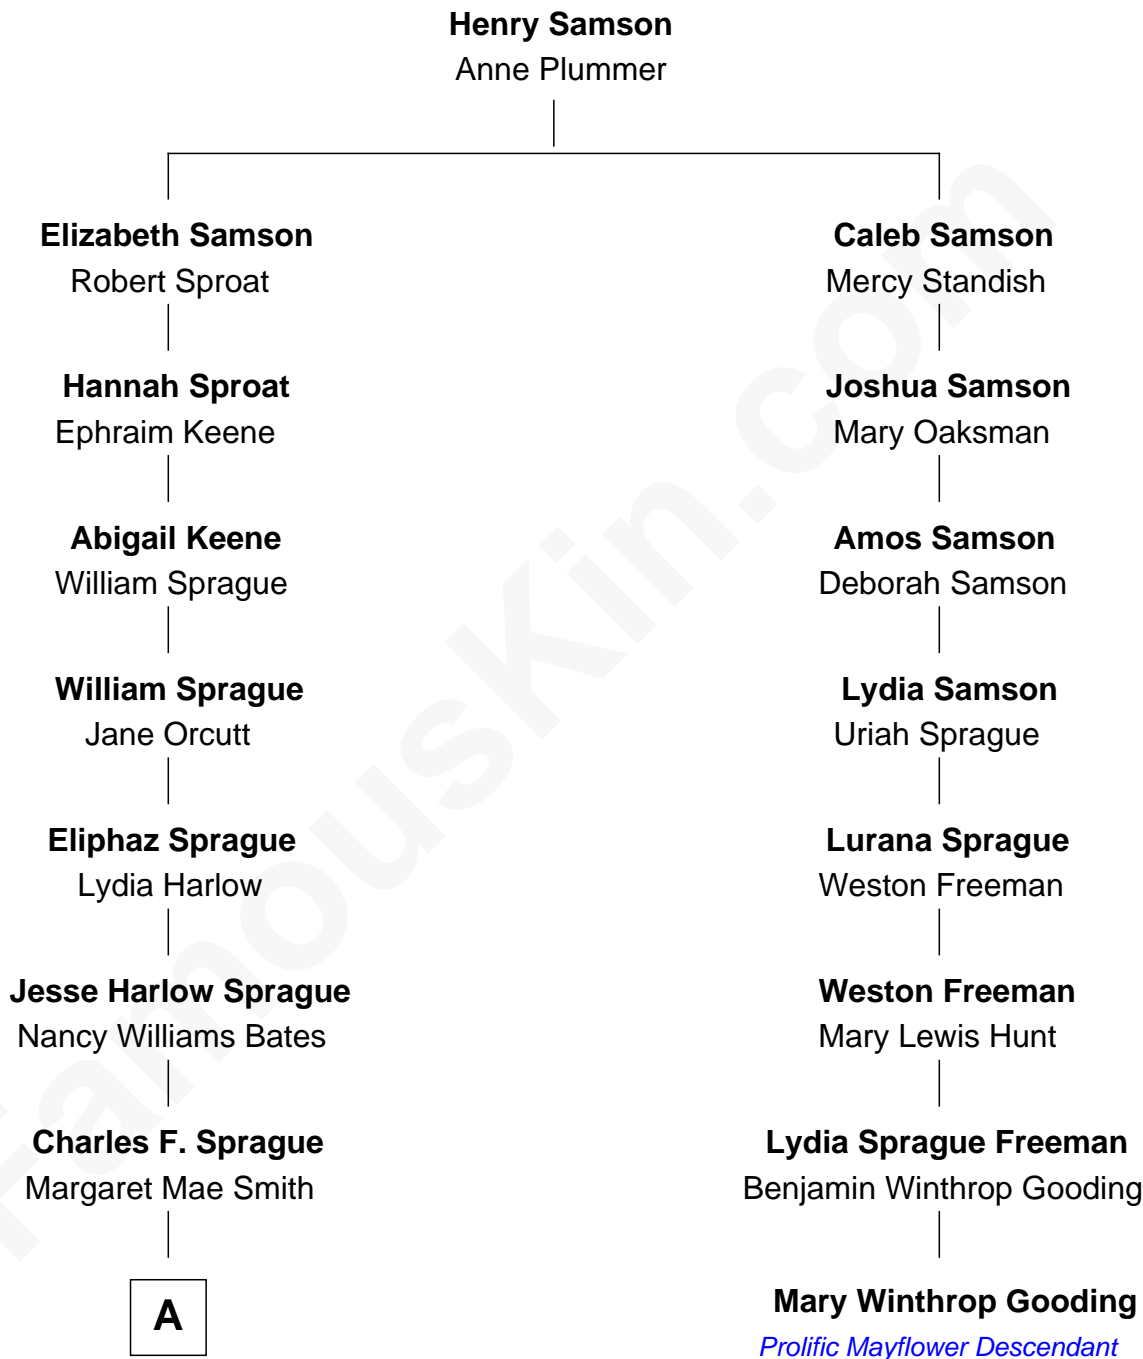 Henry Samson
Anne Plummer
Elizabeth Samson
Robert Sproat
Caleb Samson
Mercy Standish
Hannah Sproat
Ephraim Keene
Joshua Samson
Mary Oaksman
Abigail Keene
William Sprague
Amos Samson
Deborah Samson
William Sprague
Jane Orcutt
Lydia Samson
Uriah Sprague
Eliphaz Sprague
Lydia Harlow
Lurana Sprague
Weston Freeman
Jesse Harlow Sprague
Nancy Williams Bates
Weston Freeman
Mary Lewis Hunt
Charles F. Sprague
Margaret Mae Smith
Lydia Sprague Freeman
Benjamin Winthrop Gooding
A
Mary Winthrop Gooding
Prolific Mayflower Descendant
FamousKin.com